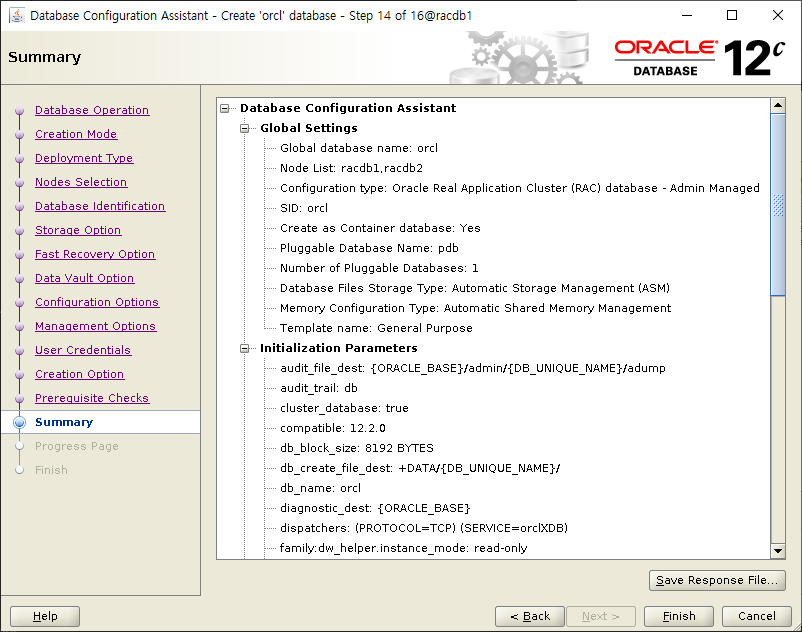 Database Configuration Assistant - Create 'orcl' database - Step 14 of 16@racdb1
Summary
ORACLE®
DATABASE
12c
Database Operation
Creation Mode
Deployment Type
Nodes Selection
Database Identification
Storage Option
Fast Recovery Option
Data Vault Option
Configuration Options
Management Options
User Credentials
Creation Option
Prerequisite Checks
Summary
Progress Page
Finish
Database Configuration Assistant
Global Settings
Global database name: orcl
Node List: racdb1,racdb2
Configuration type: Oracle Real Application Cluster (RAC) database - Admin Managed
SID: orcl
Create as Container database: Yes
Pluggable Database Name: pdb
Number of Pluggable Databases: 1
Database Files Storage Type: Automatic Storage Management (ASM)
Memory Configuration Type: Automatic Shared Memory Management
Template name: General Purpose
Initialization Parameters
audit_file_dest: {ORACLE_BASE}/admin/{DB_UNIQUE_NAME}/adump
audit_trail: db
cluster_database: true
compatible: 12.2.0
db_block_size: 8192 BYTES
db_create_file_dest: +DATA/{DB_UNIQUE_NAME}/
db_name: orcl
diagnostic_dest: {ORACLE_BASE}
dispatchers: (PROTOCOL=TCP) (SERVICE=orclXDB)
family:dw_helper.instance_mode: read-only
Save Response File...
Help
< Back
Next >
Finish
Cancel